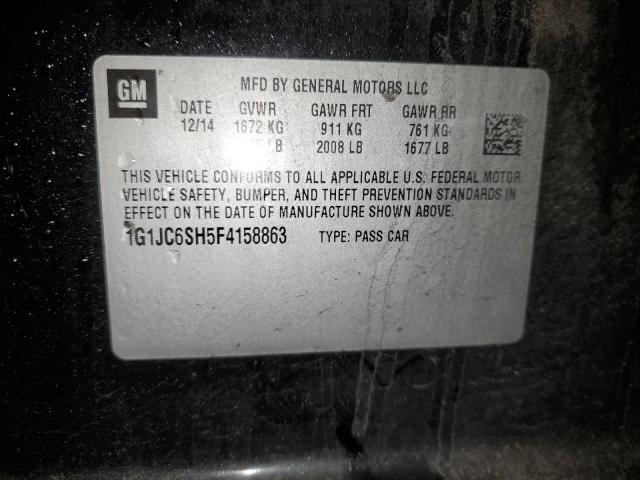 GM
MFD BY GENERAL MOTORS LLC
DATE GVWR GAWR FRT GAWR RR
12/14 1672 KG 911 KG 761 KG
LB 2008 LB 1677 LB
THIS VEHICLE CONFORMS TO ALL APPLICABLE U.S. FEDERAL MOTOR
VEHICLE SAFETY, BUMPER, AND THEFT PREVENTION STANDARDS IN
EFFECT ON THE DATE OF MANUFACTURE SHOWN ABOVE.
1G1JC6SH5F4158863 TYPE: PASS CAR